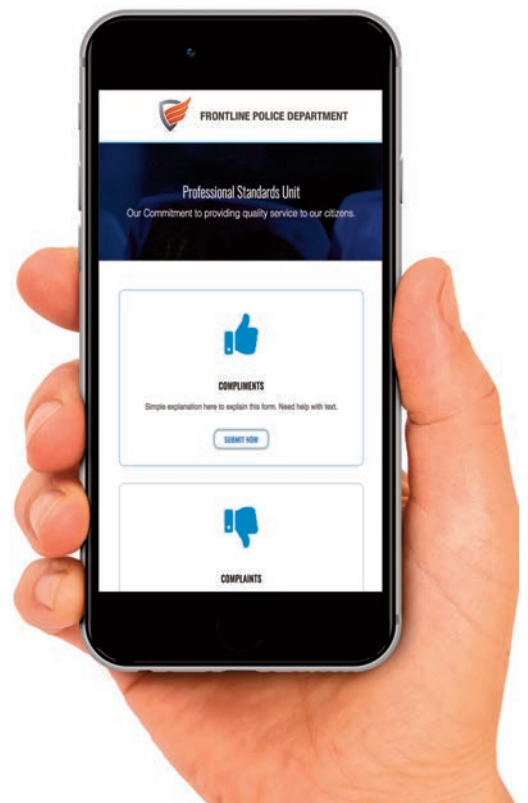 FRONTLINE POLICE DEPARTMENT
Professional Standards Unit
Our Commitment to providing quality service to our citizens.
COMPLIMENTS
Simple explanation here to explain this form. Need help with text.
SUBMIT NOW
COMPLAINTS